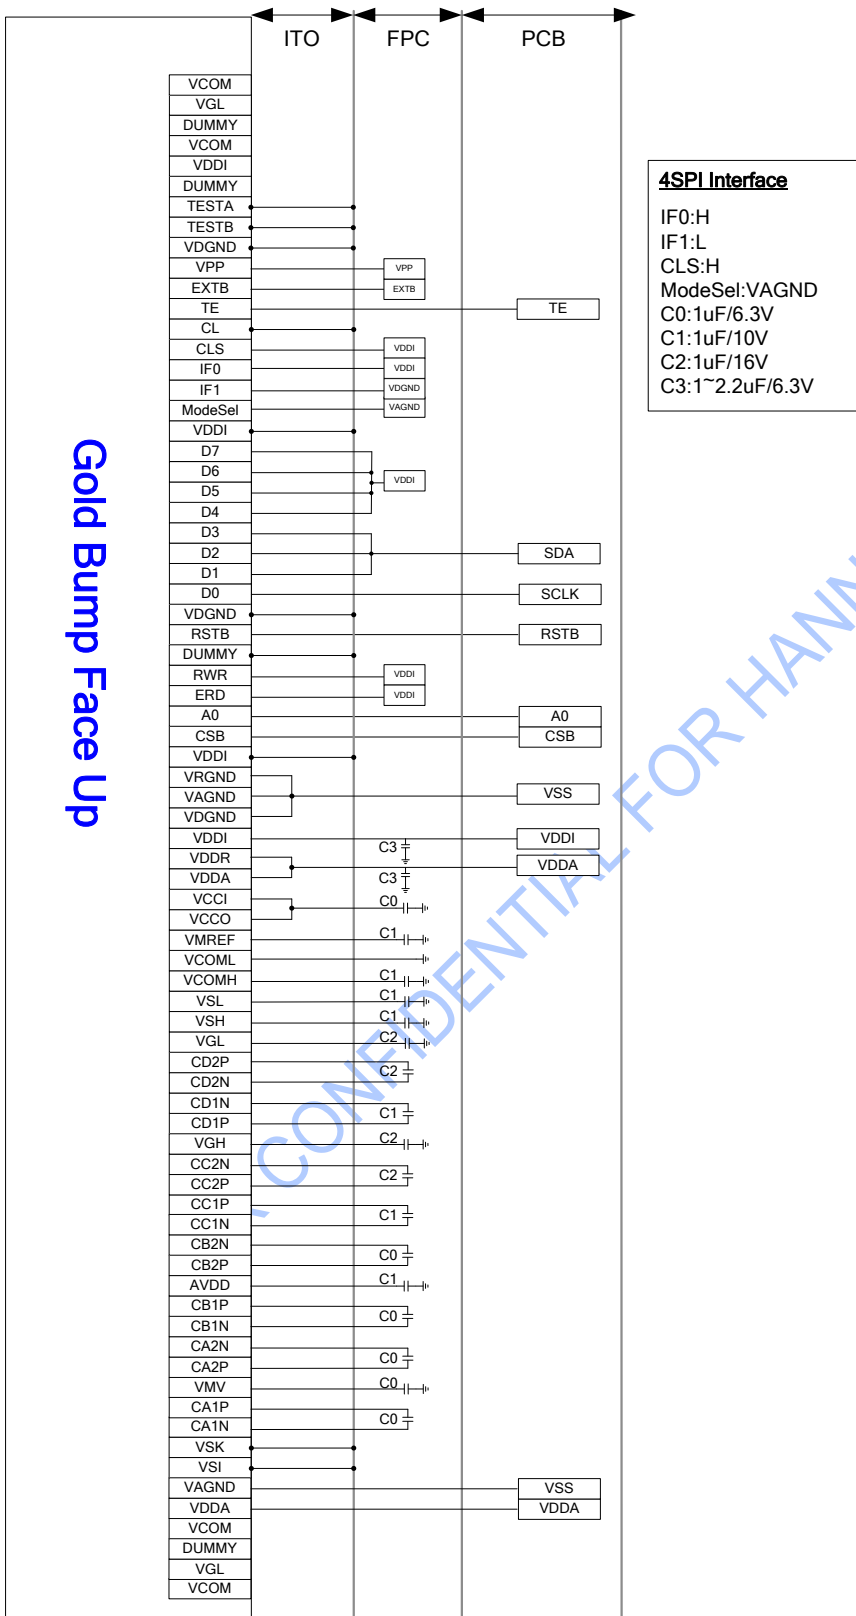 ITO FPC PCB
VCOM
VGL
DUMMY
VCOM
VDDI
DUMMY
TESTA
TESTB
VDGND
VPP VPP
EXTB EXTB
TE TE
CL
CLS VDDI
IF0 VDDI
IF1 VDGND
ModeSel VAGND
VDDI
D7
D6
VDDI
D5
D4
D3
D2 SDA
D1
D0 SCLK
VDGND
RSTB RSTB
DUMMY
RWR VDDI
ERD VDDI
A0 A0
CSB CSB
VDDI
VRGND
VAGND VSS
VDGND
VDDI C3 VDDI
VDDR VDDA
VDDA C3
VCCI C0
VCCO
VMREF C1
VCOML
VCOMH C1
VSL C1
VSH C1
VGL C2
CD2P
C2
CD2N
CD1N
C1
CD1P
VGH C2
CC2N
C2
CC2P
CC1P
C1
CC1N
CB2N
C0
CB2P
AVDD C1
CB1P
C0
CB1N
CA2N
C0
CA2P
VMV C0
CA1P
C0
CA1N
VSK
VSI
VAGND VSS
VDDA VDDA
VCOM
DUMMY
VGL
VCOM
Gold Bump Face Up
4SPI Interface
IF0:H
IF1:L
CLS:H
ModeSel:VAGND
C0:1uF/6.3V
C1:1uF/10V
C2:1uF/16V
C3:1~2.2uF/6.3V
CONFIDENTIAL FOR